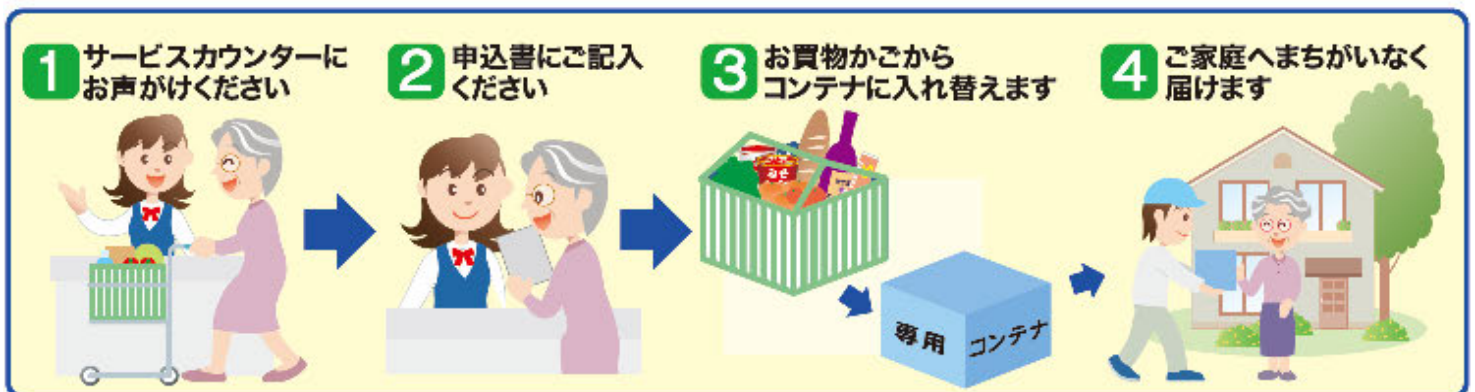 1 サービスカウンターに
お声がけください
2 申込書にご記入
ください
3 お買物かごから
コンテナに入れ替えます
4 ご家庭へまちがいなく
届けます
みそ
専用 コンテナ